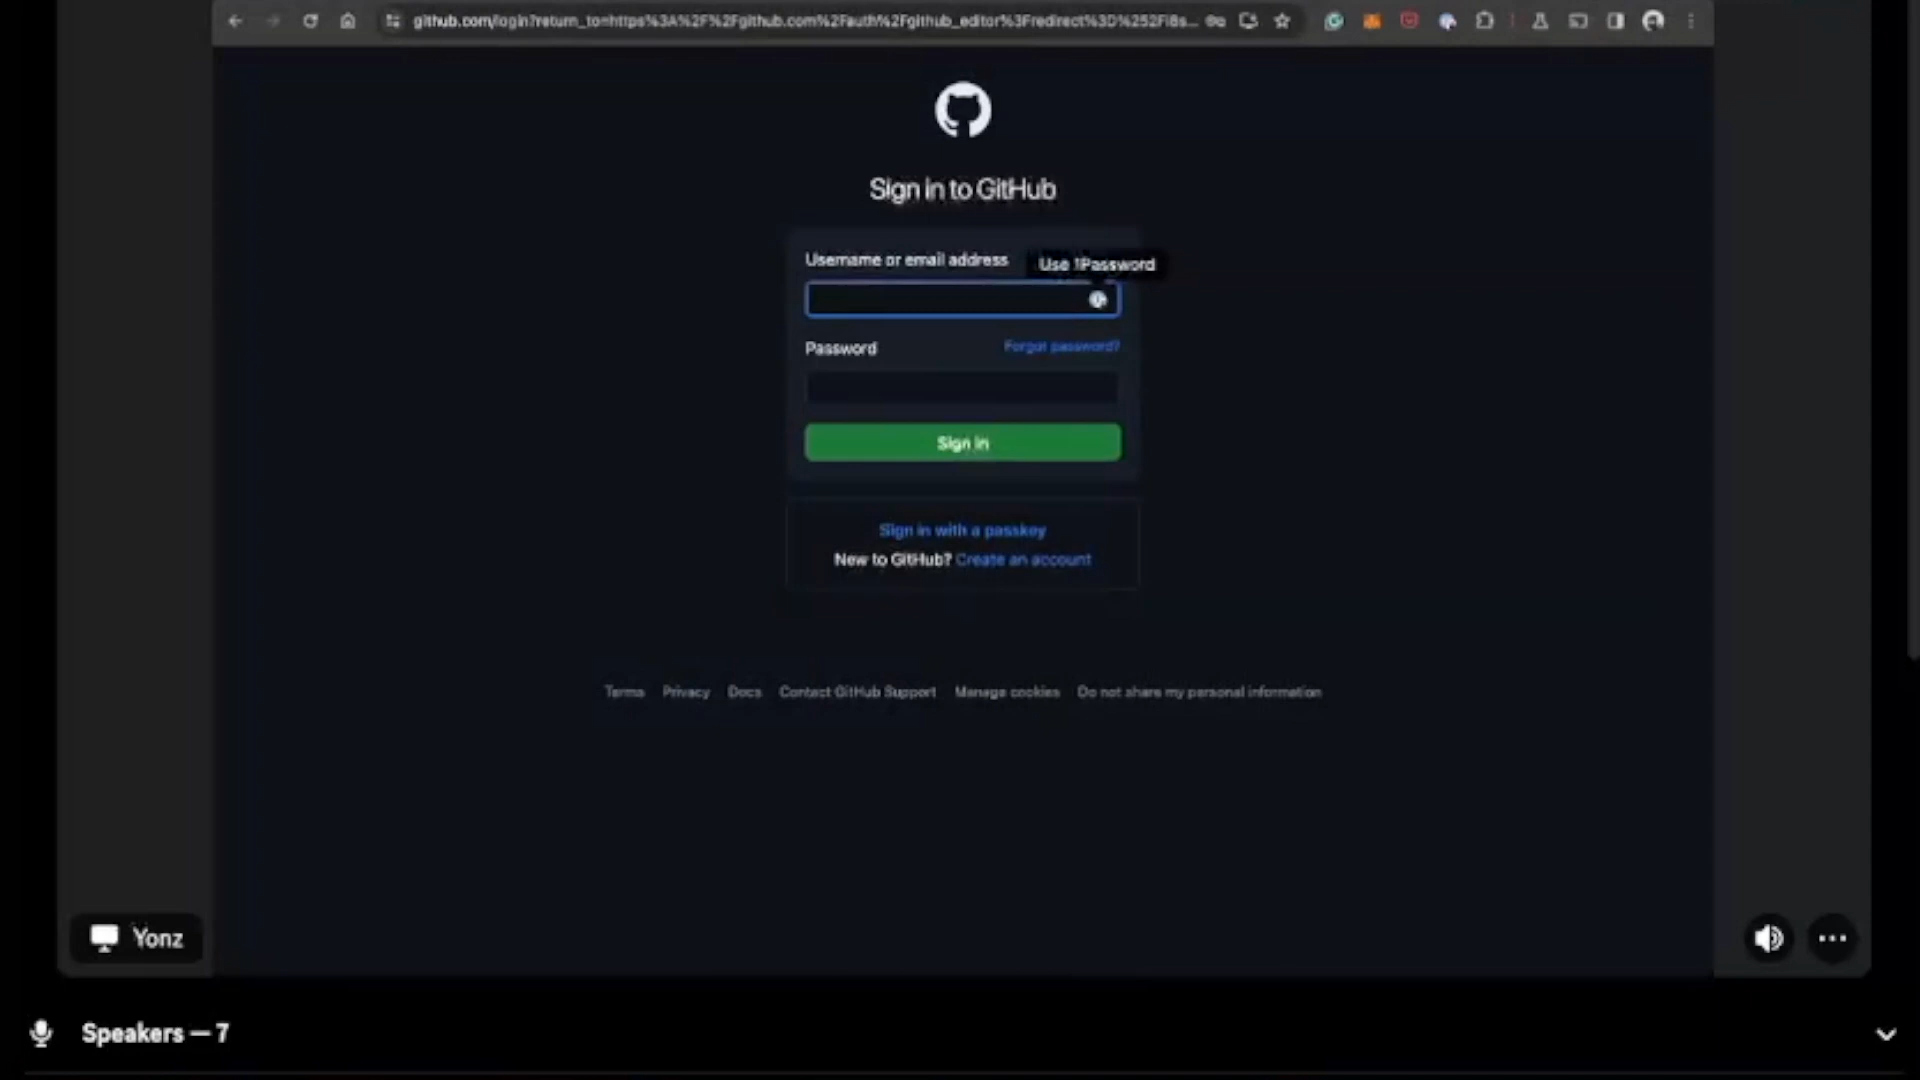 github.com/login?return_to=https%3A%2F%2Fgithub.com%2Fauth%2Fgithub_editor%3Fredirect%3D%252Fi8s...
Sign in to GitHub
Username or email address
Use 1Password
Password
Forgot password?
Sign in
Sign in with a passkey
New to GitHub? Create an account
Terms Privacy Docs Contact GitHub Support Manage cookies Do not share my personal information
Yonz
Speakers — 7